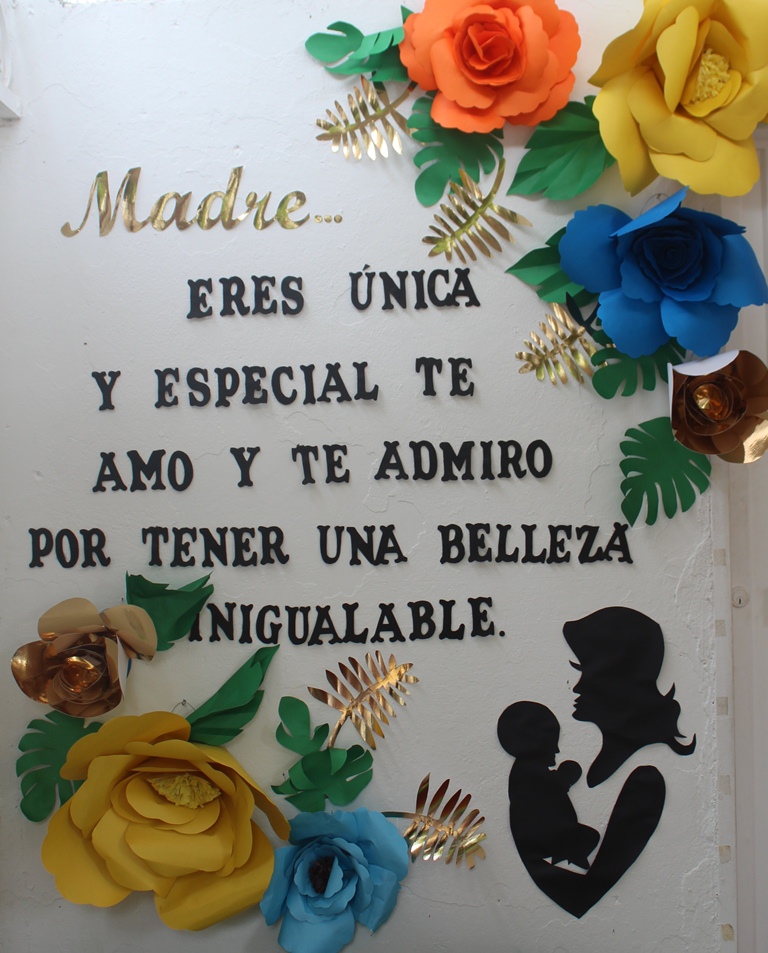 Madre...
ERES ÚNICA
Y ESPECIAL TE
AMO Y TE ADMIRO
POR TENER UNA BELLEZA
INIGUALABLE.